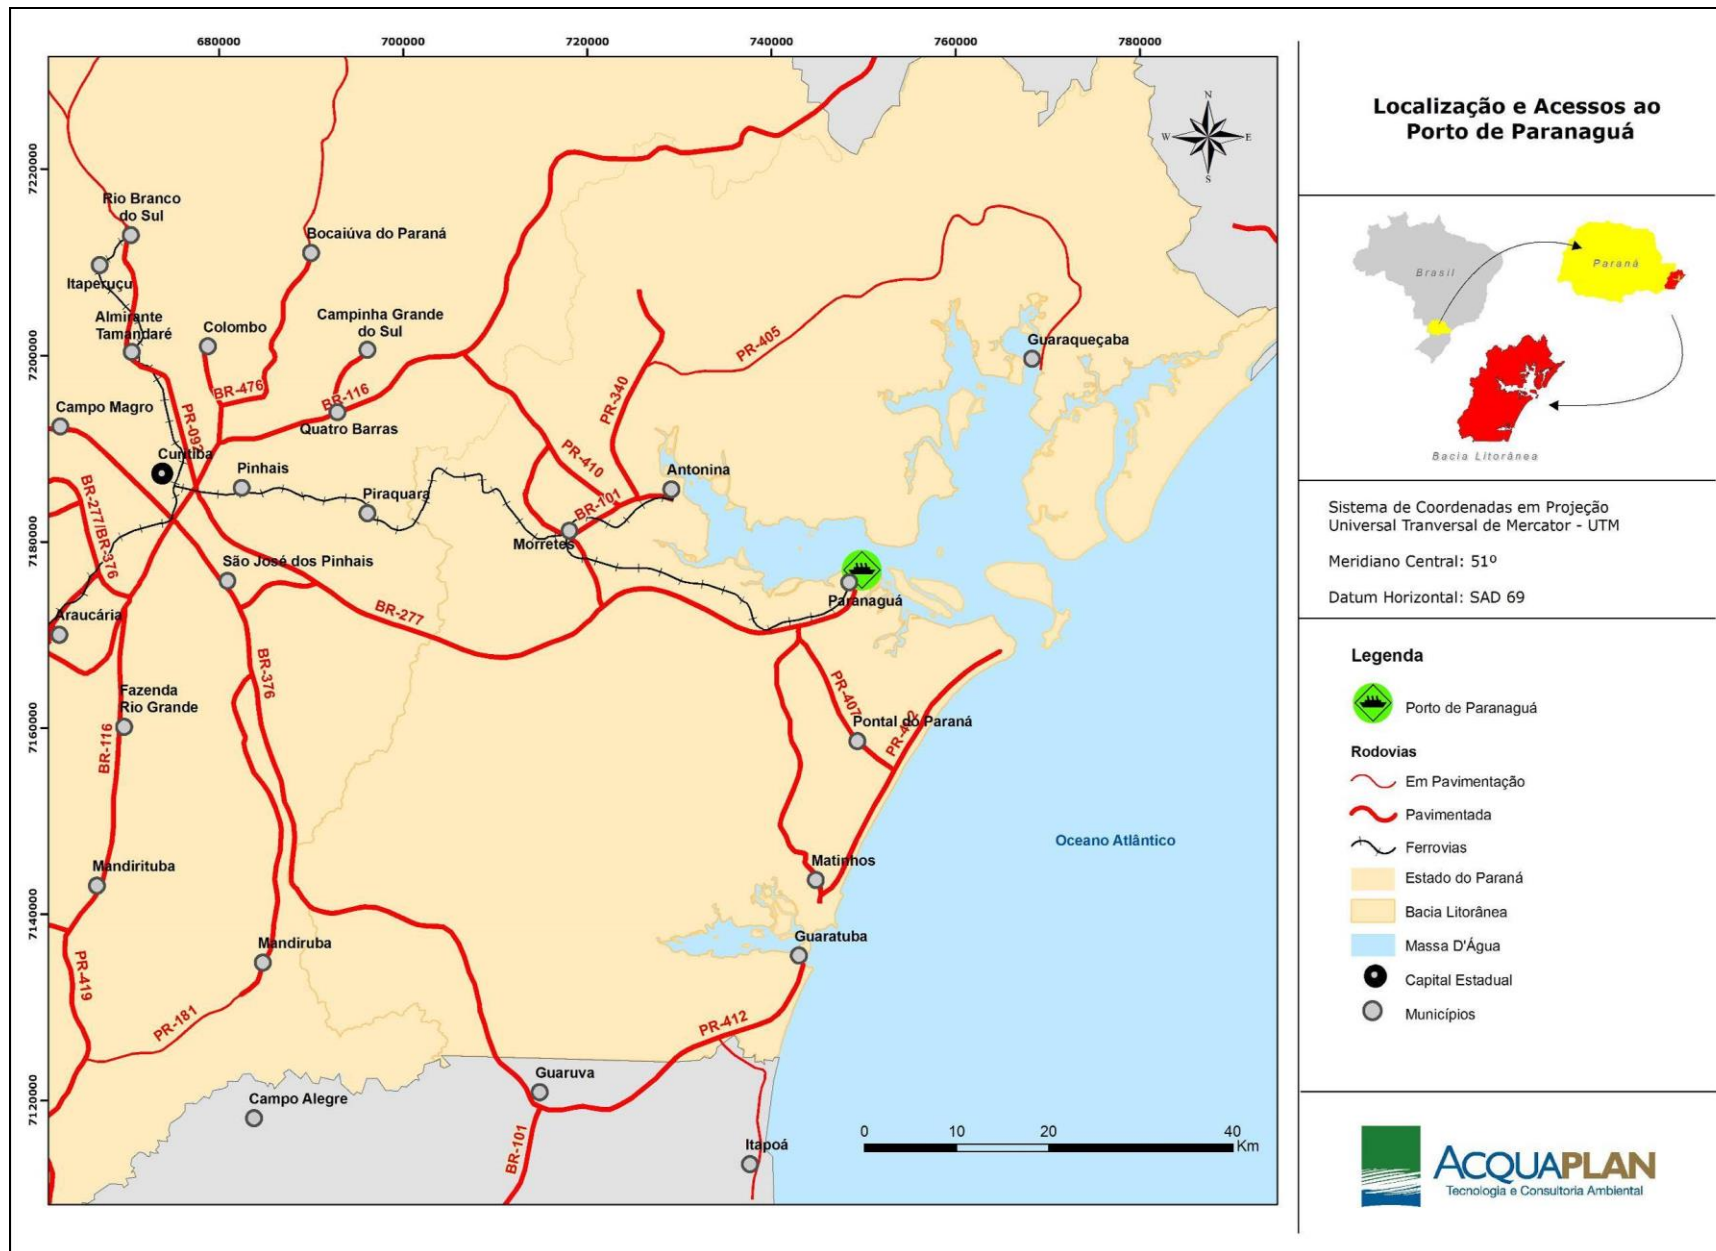 680000
700000
720000
740000
760000
780000
7220000
7200000
7180000
7160000
7140000
7120000
N
W
E
S
Rio Branco
do Sul
Bocaiúva do Paraná
Itaperuçu
Almirante
Tamandaré
Colombo
Campinha Grande
do Sul
PR-405
Guaraqueçaba
BR-476
BR-116
PR-340
Campo Magro
PR-092
Quatro Barras
Curitiba
Pinhais
PR-410
Antonina
BR-277/BR-376
Piraquara
BR-101
Morretes
São José dos Pinhais
Paranaguá
Araucária
BR-277
BR-376
PR-407
Fazenda
Rio Grande
Pontal do Paraná
BR-116
Oceano Atlântico
Matinhos
Mandirituba
Mandiruba
Guaratuba
PR-419
PR-181
PR-412
Guaruva
Campo Alegre
BR-101
Itapoá
0
10
20
40
Km
Localização e Acessos ao
Porto de Paranaguá
Brasil
Paraná
Bacia Litorânea
Sistema de Coordenadas em Projeção
Universal Tranversal de Mercator - UTM
Meridiano Central: 51º
Datum Horizontal: SAD 69
Legenda
Porto de Paranaguá
Rodovias
Em Pavimentação
Pavimentada
Ferrovias
Estado do Paraná
Bacia Litorânea
Massa D'Água
Capital Estadual
Municípios
ACQUAPLAN
Tecnologia e Consultoria Ambiental